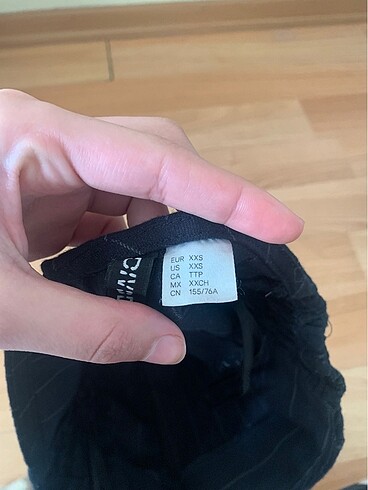 EUR XXS
US XXS
CA TTP
MX XXCH
CN 155/76A